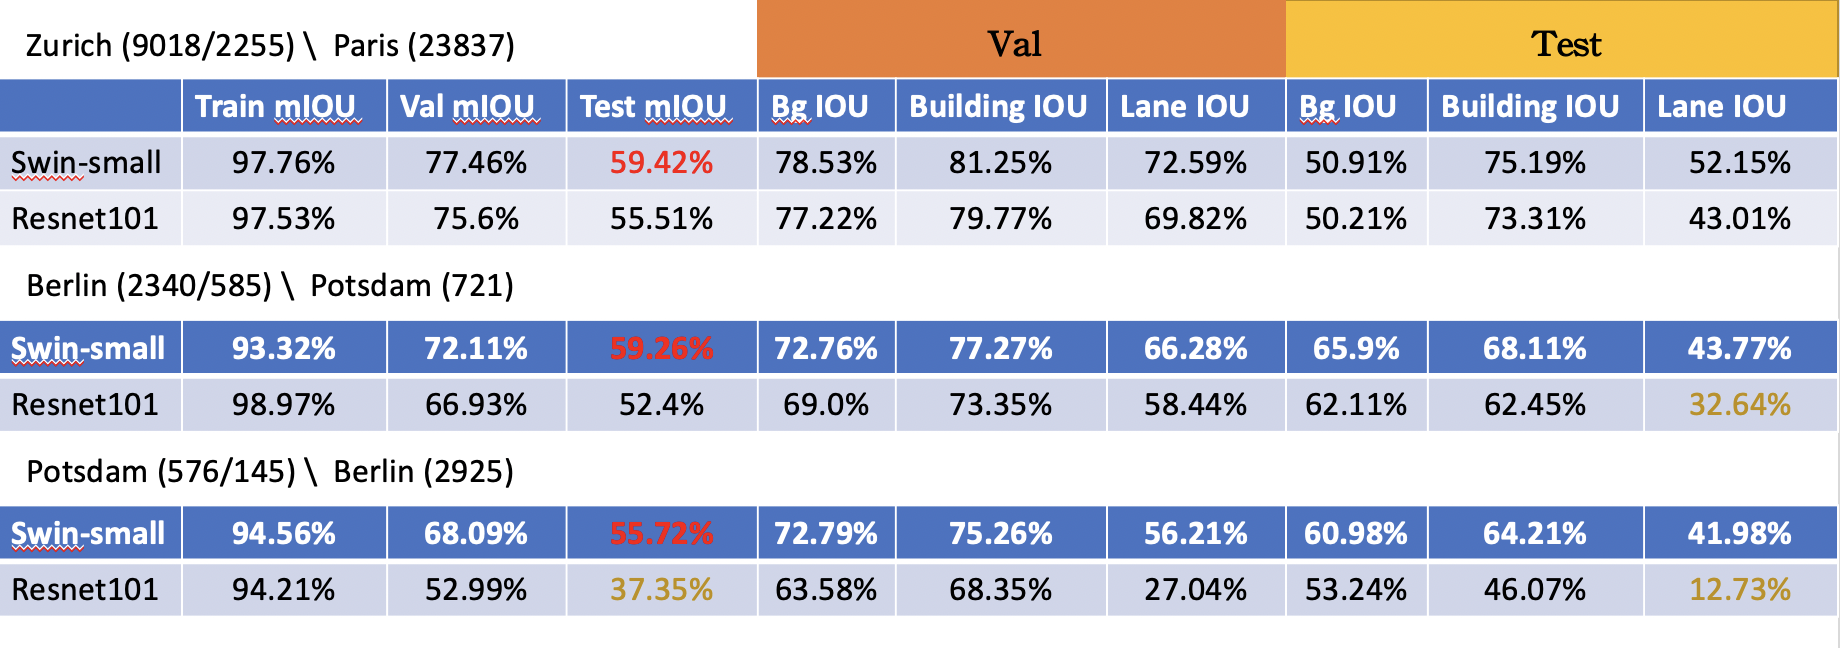 Zurich (9018/2255) \ Paris (23837) Val Test
Train mIOU Val mIOU Test mIOU Bg IOU Building IOU Lane IOU Bg IOU Building IOU Lane IOU
Swin-small 97.76% 77.46% 59.42% 78.53% 81.25% 72.59% 50.91% 75.19% 52.15%
Resnet101 97.53% 75.6% 55.51% 77.22% 79.77% 69.82% 50.21% 73.31% 43.01%
Berlin (2340/585) \ Potsdam (721)
Swin-small 93.32% 72.11% 59.26% 72.76% 77.27% 66.28% 65.9% 68.11% 43.77%
Resnet101 98.97% 66.93% 52.4% 69.0% 73.35% 58.44% 62.11% 62.45% 32.64%
Potsdam (576/145) \ Berlin (2925)
Swin-small 94.56% 68.09% 55.72% 72.79% 75.26% 56.21% 60.98% 64.21% 41.98%
Resnet101 94.21% 52.99% 37.35% 63.58% 68.35% 27.04% 53.24% 46.07% 12.73%